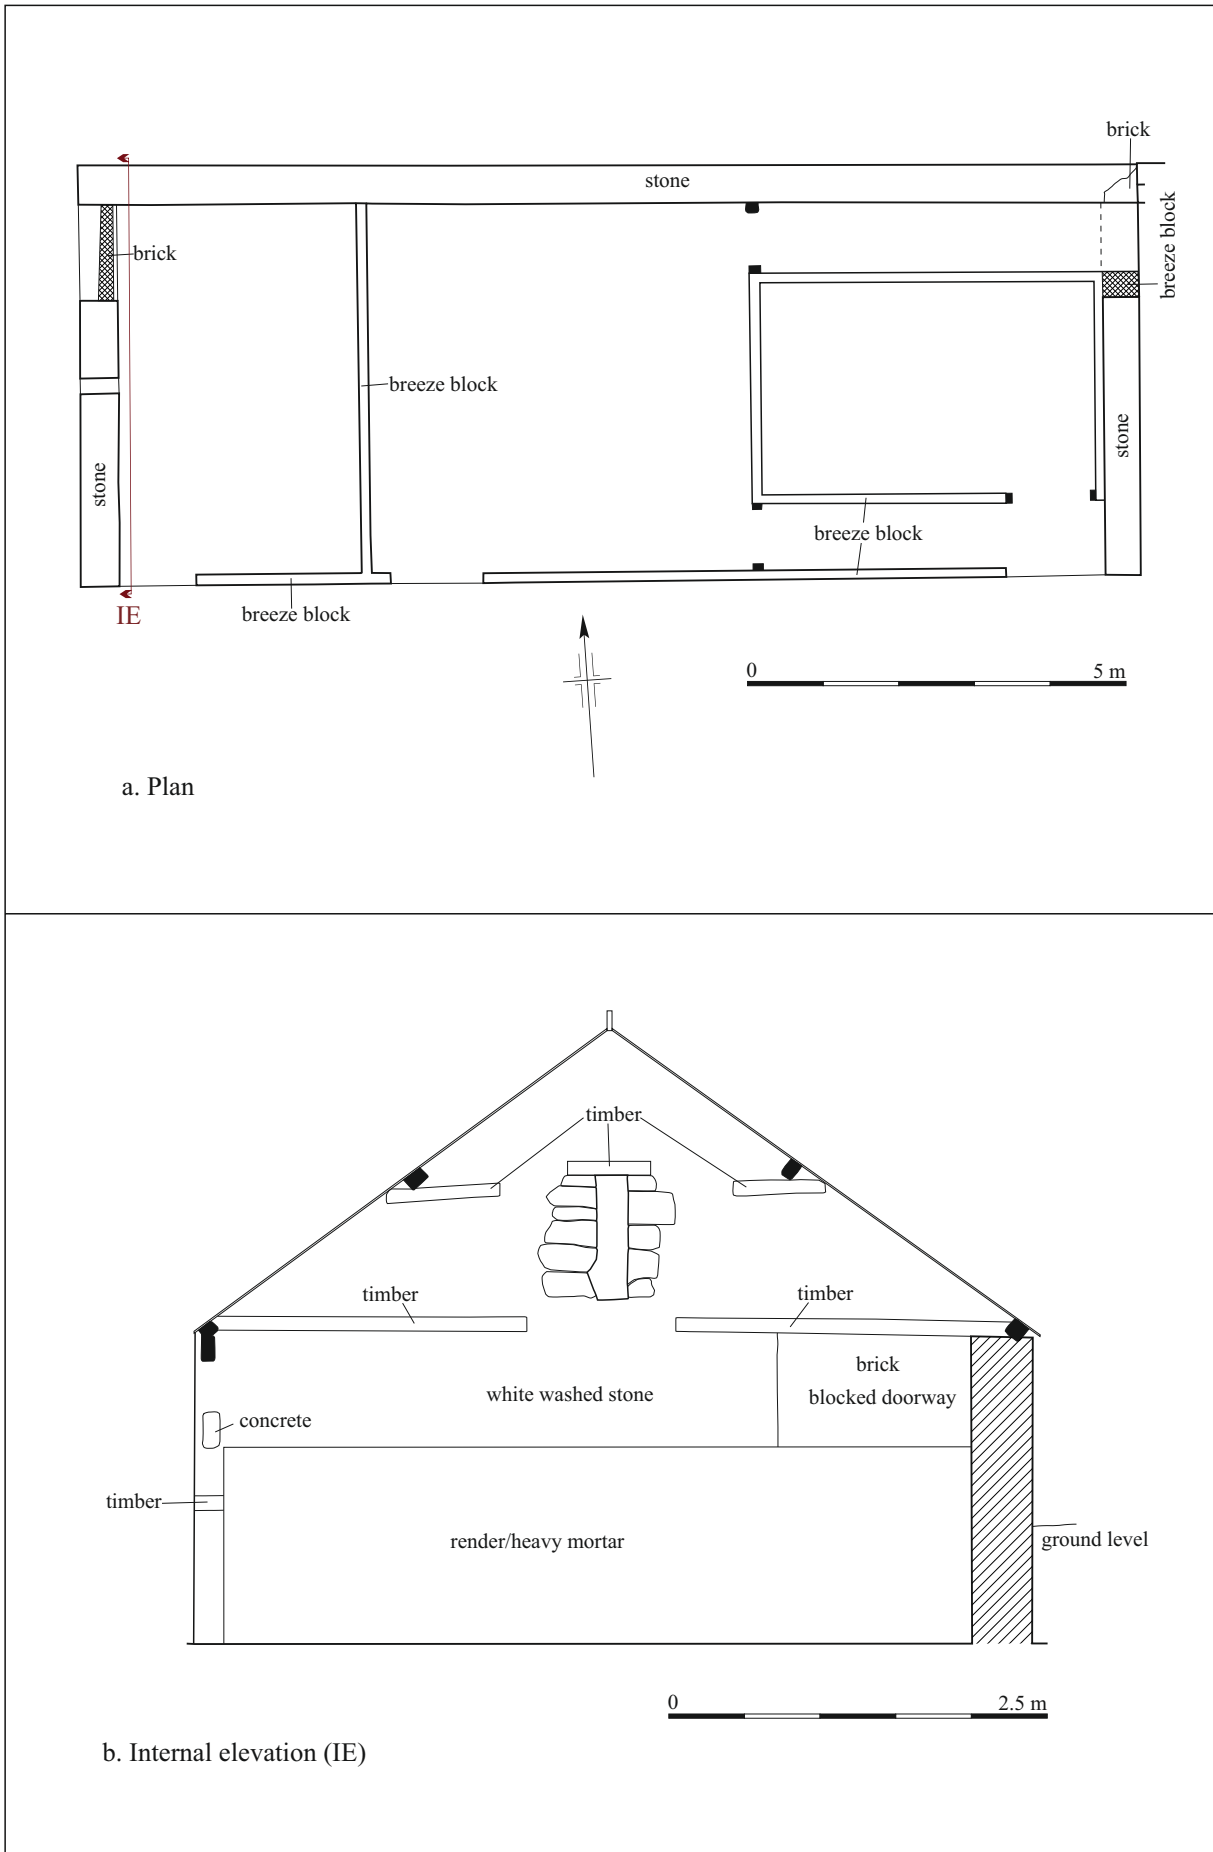 brick
stone
breeze block
brick
breeze block
stone
stone
breeze block
breeze block
IE
0 5 m
a. Plan
timber
timber
timber
brick
blocked doorway
white washed stone
concrete
timber
render/heavy mortar
ground level
0 2.5 m
b. Internal elevation (IE)